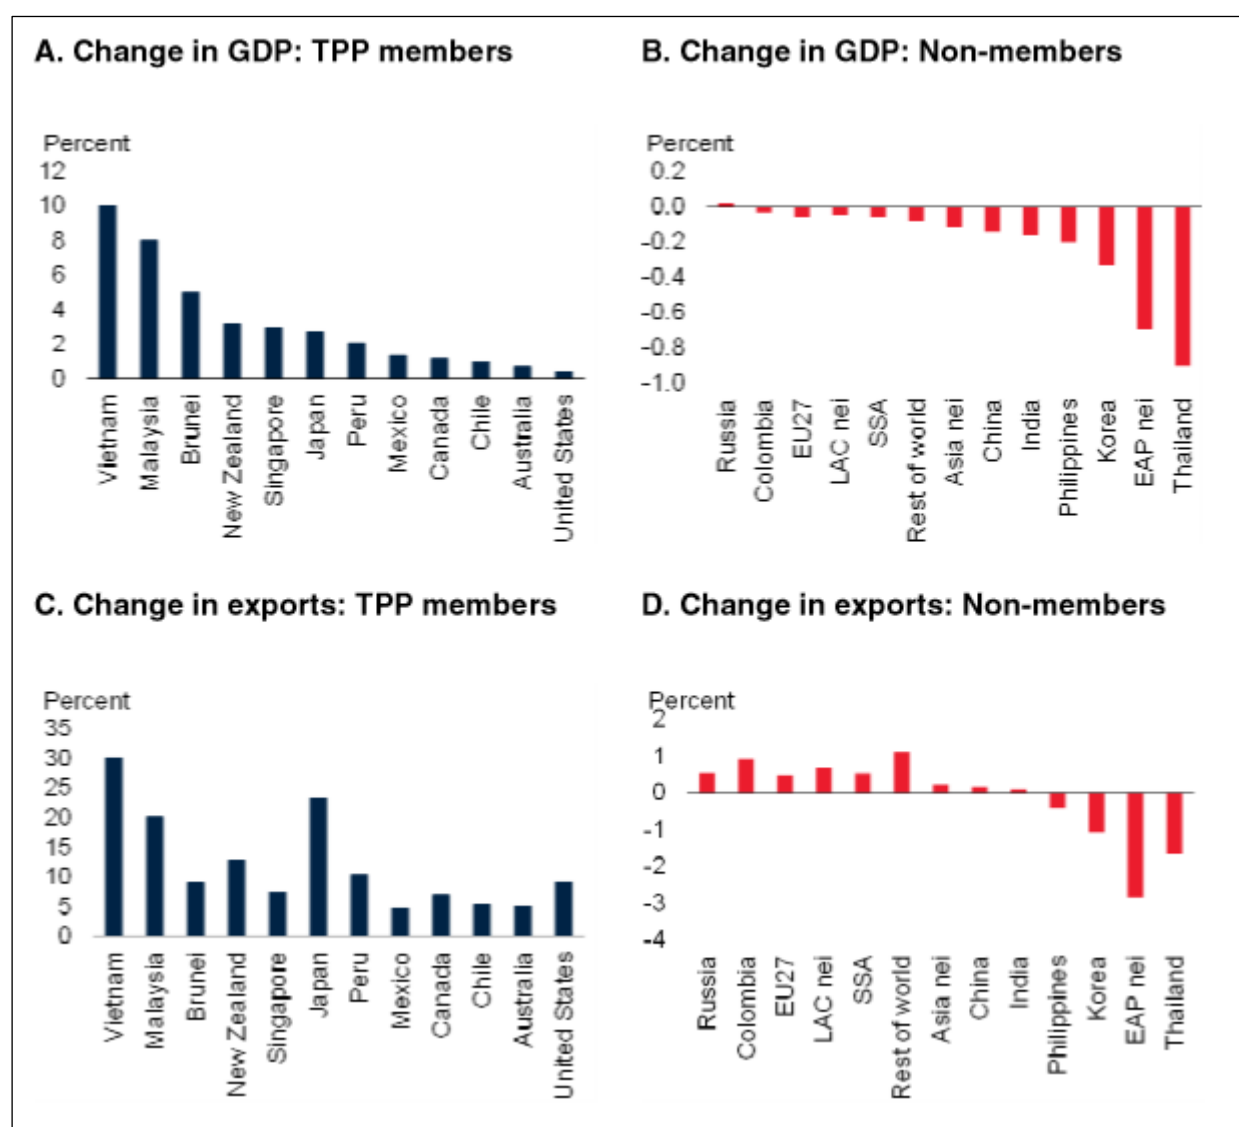 A. Change in GDP: TPP members
Percent
12
10
8
6
4
2
0
Vietnam
Malaysia
Brunei
New Zealand
Singapore
Japan
Peru
Mexico
Canada
Chile
Australia
United States
B. Change in GDP: Non-members
Percent
0.2
0.0
-0.2
-0.4
-0.6
-0.8
-1.0
Russia
Colombia
EU27
LAC nei
SSA
Rest of world
Asia nei
China
India
Philippines
Korea
EAP nei
Thailand
C. Change in exports: TPP members
Percent
35
30
25
20
15
10
5
0
Vietnam
Malaysia
Brunei
New Zealand
Singapore
Japan
Peru
Mexico
Canada
Chile
Australia
United States
D. Change in exports: Non-members
Percent
2
1
0
-1
-2
-3
-4
Russia
Colombia
EU27
LAC nei
SSA
Rest of world
Asia nei
China
India
Philippines
Korea
EAP nei
Thailand